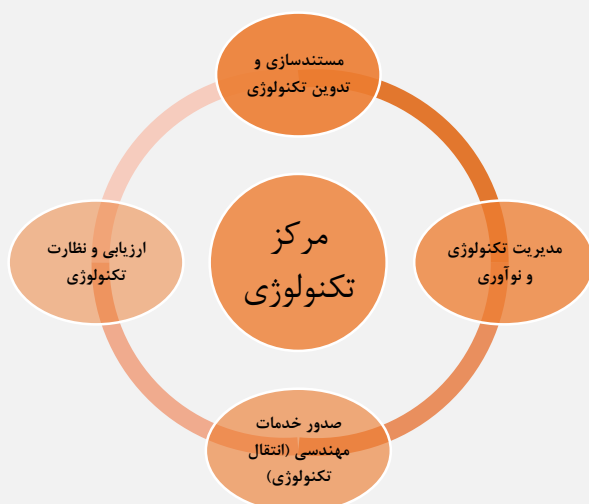 مستندسازی و
تدوین تکنولوژی
مرکز
تکنولوژی
مدیریت تکنولوژی
و نوآوری
ارزیابی و نظارت
تکنولوژی
صدور خدمات
مهندسی (انتقال
تکنولوژی)